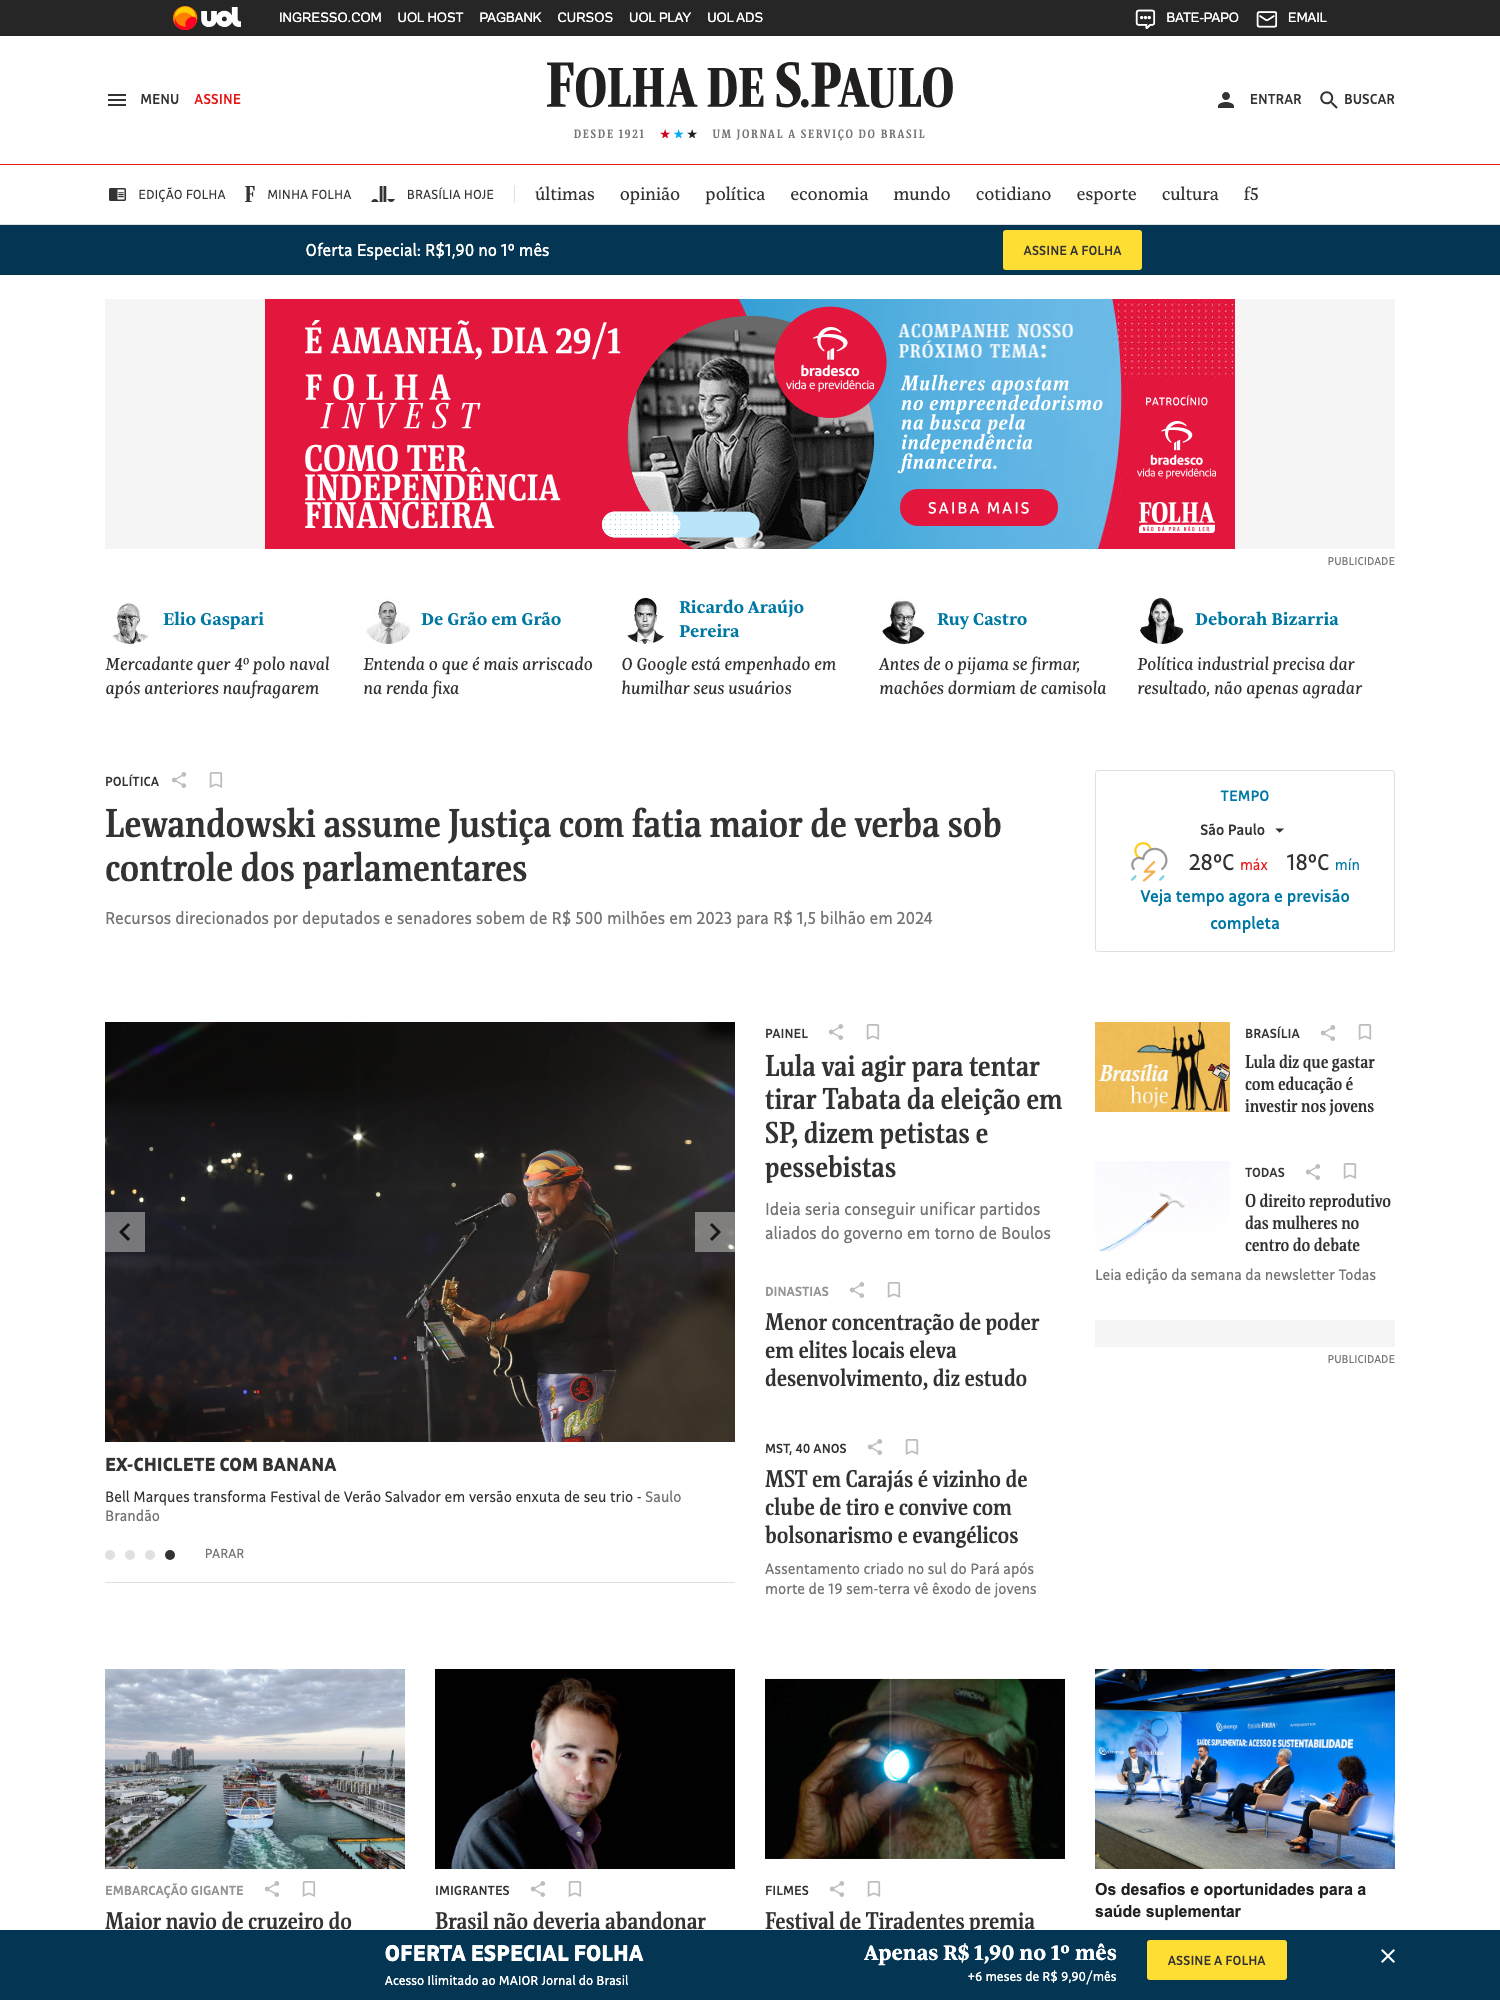 uol INGRESSO.COM UOL HOST PAGBANK CURSOS UOL PLAY UOL ADS BATE-PAPO EMAIL
MENU ASSINE
FOLHA DE S.PAULO
DESDE 1921 ★★★ UM JORNAL A SERVIÇO DO BRASIL
ENTRAR BUSCAR
EDIÇÃO FOLHA F MINHA FOLHA BRASÍLIA HOJE últimas opinião política economia mundo cotidiano esporte cultura f5
Oferta Especial: R$1,90 no 1º mês ASSINE A FOLHA
É AMANHÃ, DIA 29/1
FOLHA
INVEST
COMO TER
INDEPENDÊNCIA
FINANCEIRA
bradesco
vida e previdência
ACOMPANHE NOSSO
PRÓXIMO TEMA:
Mulheres apostam
no empreendedorismo
na busca pela
independência
financeira.
SAIBA MAIS
PATROCÍNIO
bradesco
vida e previdência
FOLHA
NÃO DÁ PRA NÃO LER
PUBLICIDADE
Elio Gaspari
Mercadante quer 4º polo naval
após anteriores naufragarem
De Grão em Grão
Entenda o que é mais arriscado
na renda fixa
Ricardo Araújo
Pereira
O Google está empenhado em
humilhar seus usuários
Ruy Castro
Antes de o pijama se firmar,
machões dormiam de camisola
Deborah Bizarria
Política industrial precisa dar
resultado, não apenas agradar
POLÍTICA
Lewandowski assume Justiça com fatia maior de verba sob
controle dos parlamentares
Recursos direcionados por deputados e senadores sobem de R$ 500 milhões em 2023 para R$ 1,5 bilhão em 2024
TEMPO
São Paulo
28ºC máx 18ºC mín
Veja tempo agora e previsão
completa
EX-CHICLETE COM BANANA
Bell Marques transforma Festival de Verão Salvador em versão enxuta de seu trio - Saulo
Brandão
PARAR
PAINEL
Lula vai agir para tentar
tirar Tabata da eleição em
SP, dizem petistas e
pessebistas
Ideia seria conseguir unificar partidos
aliados do governo em torno de Boulos
DINASTIAS
Menor concentração de poder
em elites locais eleva
desenvolvimento, diz estudo
MST, 40 ANOS
MST em Carajás é vizinho de
clube de tiro e convive com
bolsonarismo e evangélicos
Assentamento criado no sul do Pará após
morte de 19 sem-terra vê êxodo de jovens
Brasília
hoje
BRASÍLIA
Lula diz que gastar
com educação é
investir nos jovens
TODAS
O direito reprodutivo
das mulheres no
centro do debate
Leia edição da semana da newsletter Todas
PUBLICIDADE
EMBARCAÇÃO GIGANTE
Maior navio de cruzeiro do
IMIGRANTES
Brasil não deveria abandonar
FILMES
Festival de Tiradentes premia
SAÚDE SUPLEMENTAR: ACESSO E SUSTENTABILIDADE
Os desafios e oportunidades para a
saúde suplementar
OFERTA ESPECIAL FOLHA
Acesso Ilimitado ao MAIOR Jornal do Brasil
Apenas R$ 1,90 no 1º mês
+6 meses de R$ 9,90/mês
ASSINE A FOLHA